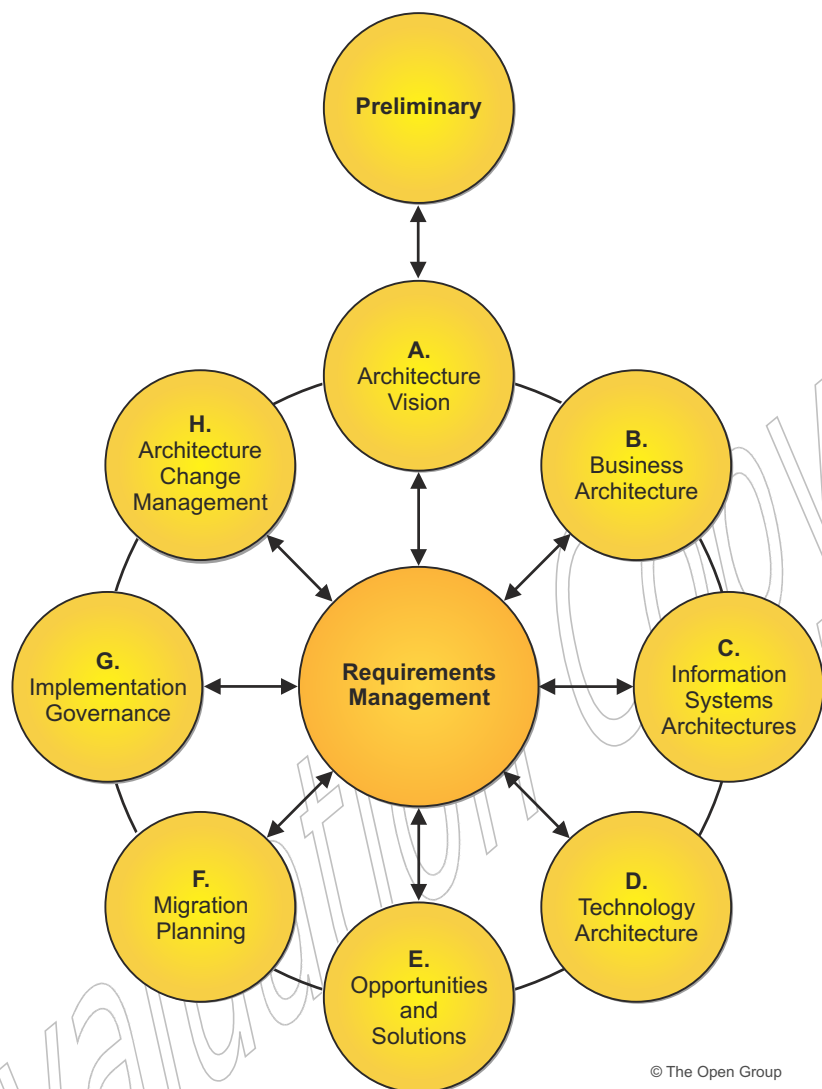 Preliminary
A.
Architecture
Vision
B.
Business
Architecture
C.
Information
Systems
Architectures
D.
Technology
Architecture
E.
Opportunities
and
Solutions
F.
Migration
Planning
G.
Implementation
Governance
H.
Architecture
Change
Management
Requirements
Management
© The Open Group